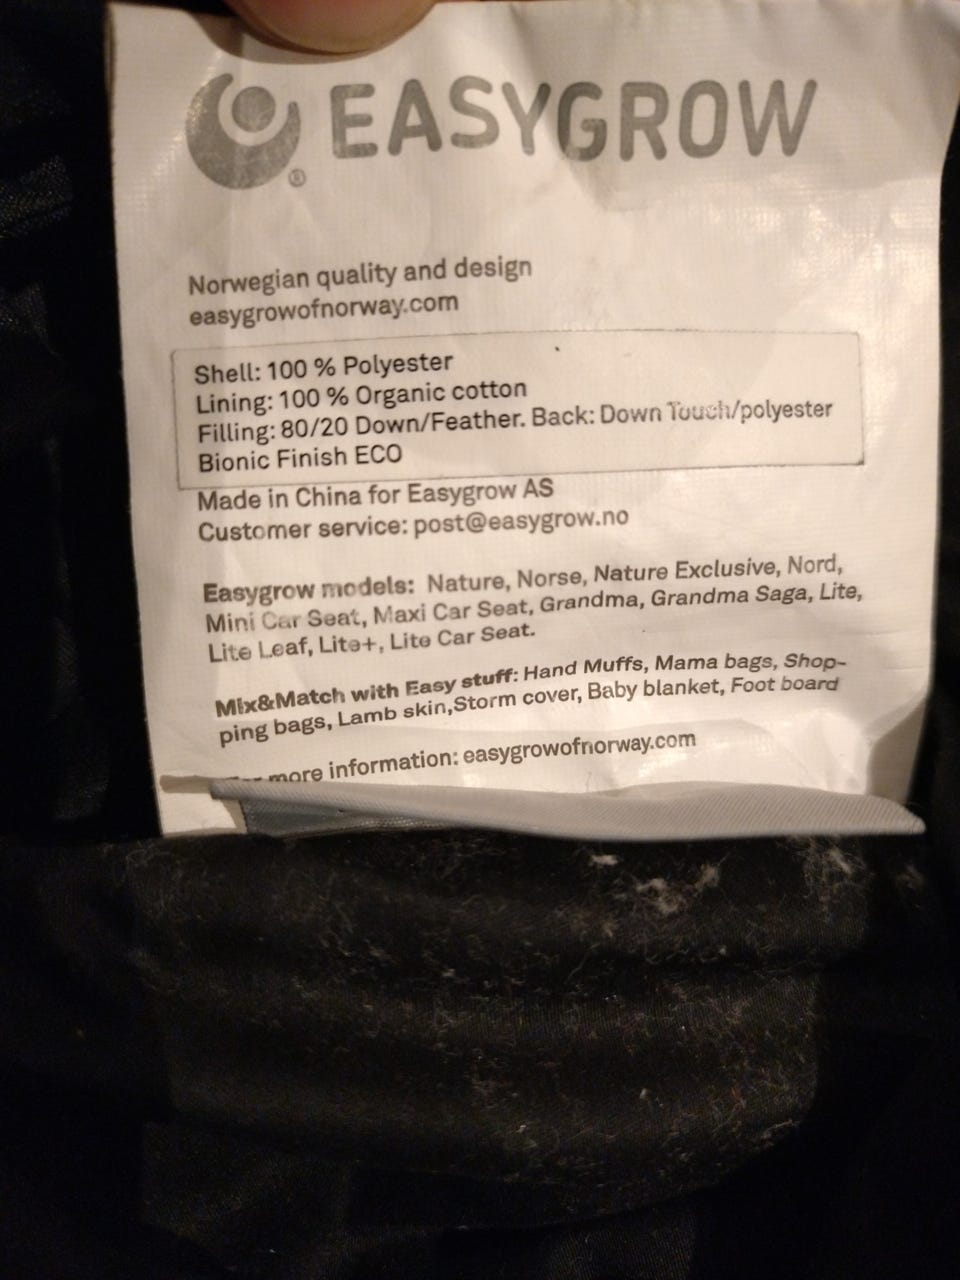 EASYGROW
®
Norwegian quality and design
easygrowofnorway.com
Shell: 100 % Polyester
Lining: 100 % Organic cotton
Filling: 80/20 Down/Feather. Back: Down Touch/polyester
Bionic Finish ECO
Made in China for Easygrow AS
Customer service: post@easygrow.no
Easygrow models: Nature, Norse, Nature Exclusive, Nord,
Mini Car Seat, Maxi Car Seat, Grandma, Grandma Saga, Lite,
Lite Leaf, Lite+, Lite Car Seat.
Mix&Match with Easy stuff: Hand Muffs, Mama bags, Shop-
ping bags, Lamb skin,Storm cover, Baby blanket, Foot board
more information: easygrowofnorway.com